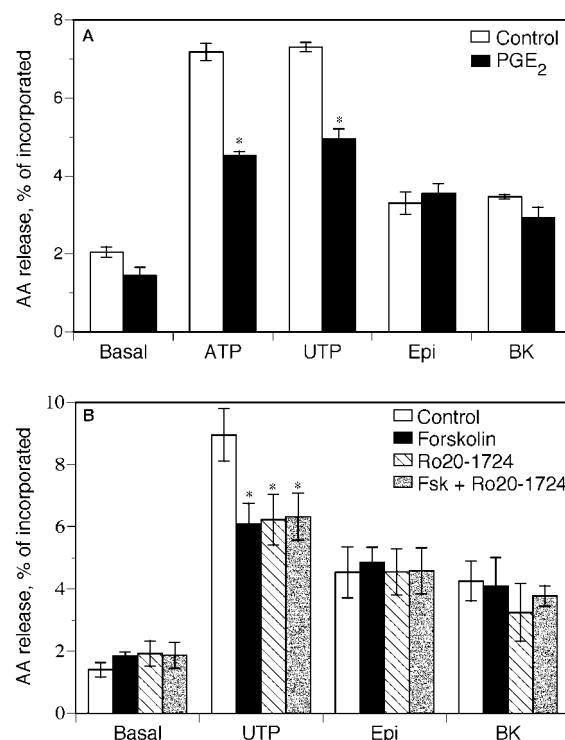 A
Control
PGE₂
AA release, % of incorporated
8
6
4
2
0
Basal ATP UTP Epi BK
*
*
B
Control
Forskolin
Ro20-1724
Fsk + Ro20-1724
AA release, % of incorporated
10
8
6
4
2
0
* * *
Basal UTP Epi BK